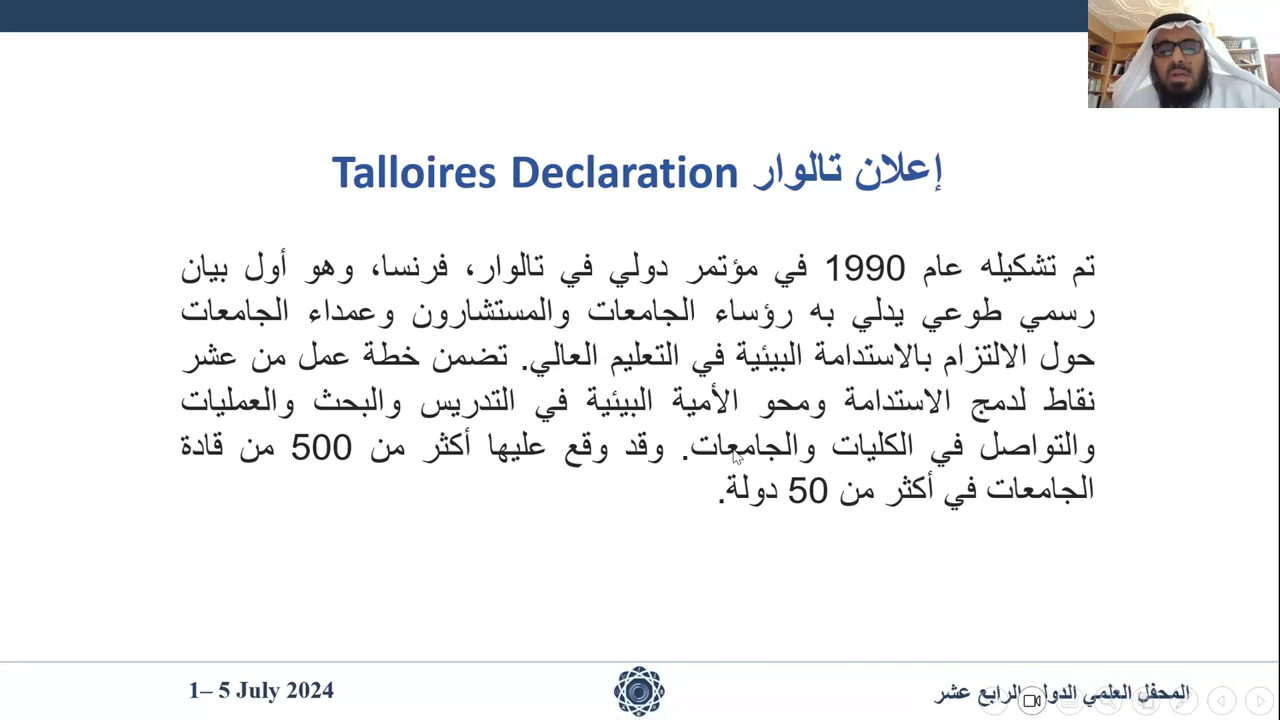 إعلان تالوار Talloires Declaration
تم تشكيله عام 1990 في مؤتمر دولي في تالوار، فرنسا، وهو أول بيان
رسمي طوعي يدلي به رؤساء الجامعات والمستشارون وعمداء الجامعات
حول الالتزام بالاستدامة البيئية في التعليم العالي. تضمن خطة عمل من عشر
نقاط لدمج الاستدامة ومحو الأمية البيئية في التدريس والبحث والعمليات
والتواصل في الكليات والجامعات. وقد وقع عليها أكثر من 500 من قادة
الجامعات في أكثر من 50 دولة.
1– 5 July 2024
المحفل العلمي الدولي الرابع عشر